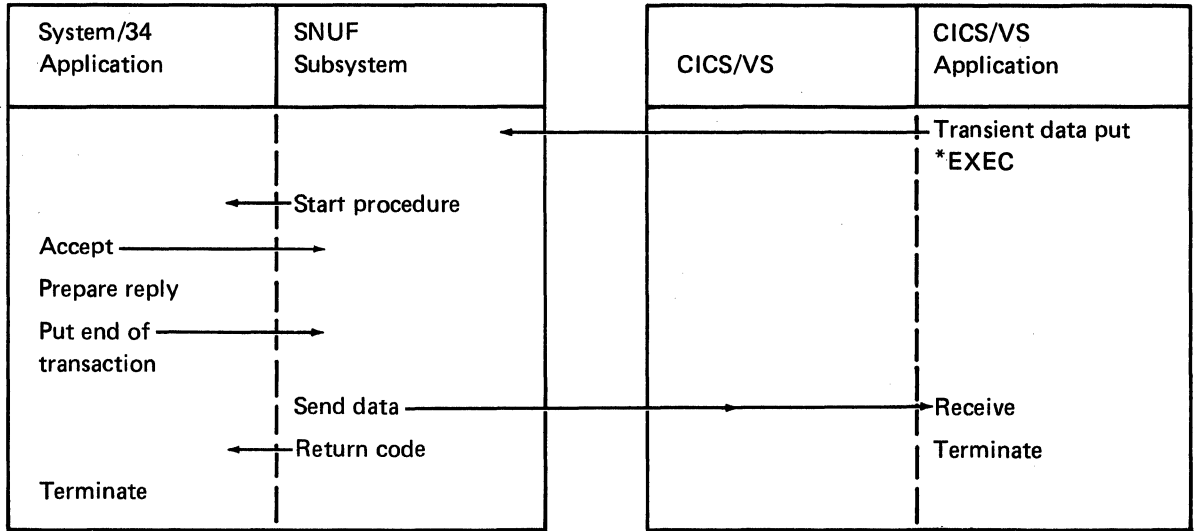 System/34
Application
SNUF
Subsystem
CICS/VS
CICS/VS
Application
Transient data put
*EXEC
Start procedure
Accept
Prepare reply
Put end of
transaction
Send data
Receive
Return code
Terminate
Terminate